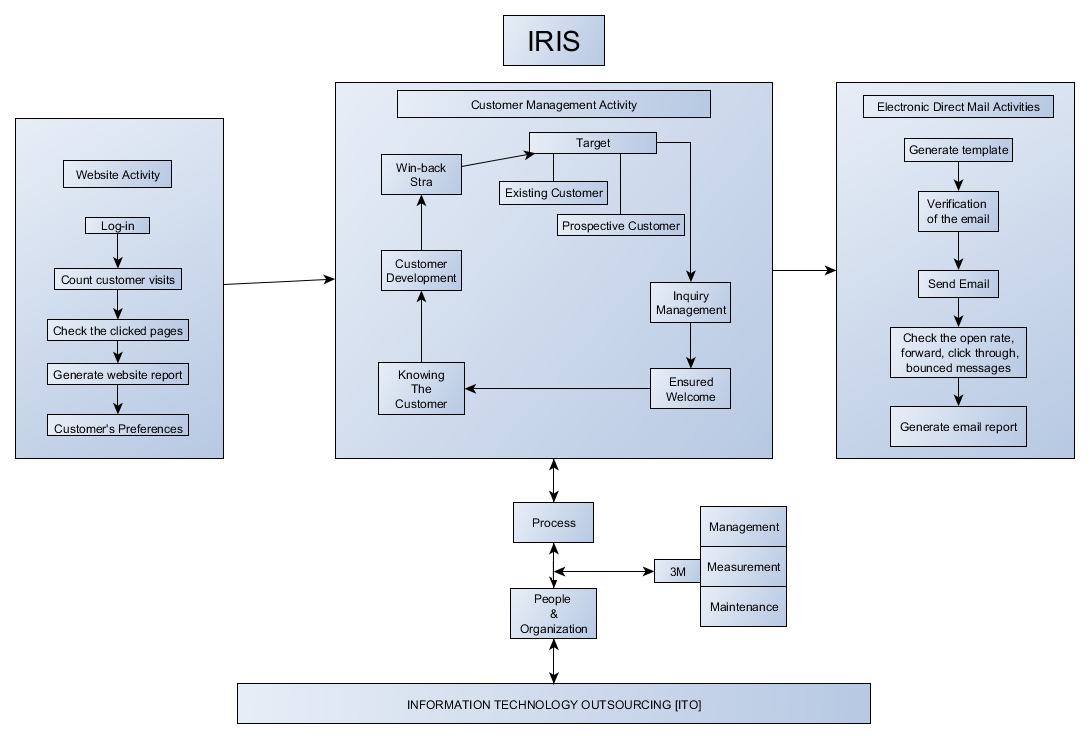 IRIS
Website Activity
Log-in
Count customer visits
Check the clicked pages
Generate website report
Customer's Preferences
Customer Management Activity
Target
Existing Customer
Prospective Customer
Win-back
Stra
Customer
Development
Knowing
The
Customer
Inquiry
Management
Ensured
Welcome
Electronic Direct Mail Activities
Generate template
Verification
of the email
Send Email
Check the open rate,
forward, click through,
bounced messages
Generate email report
Process
3M
Management
Measurement
Maintenance
People
&
Organization
INFORMATION TECHNOLOGY OUTSOURCING [ITO]